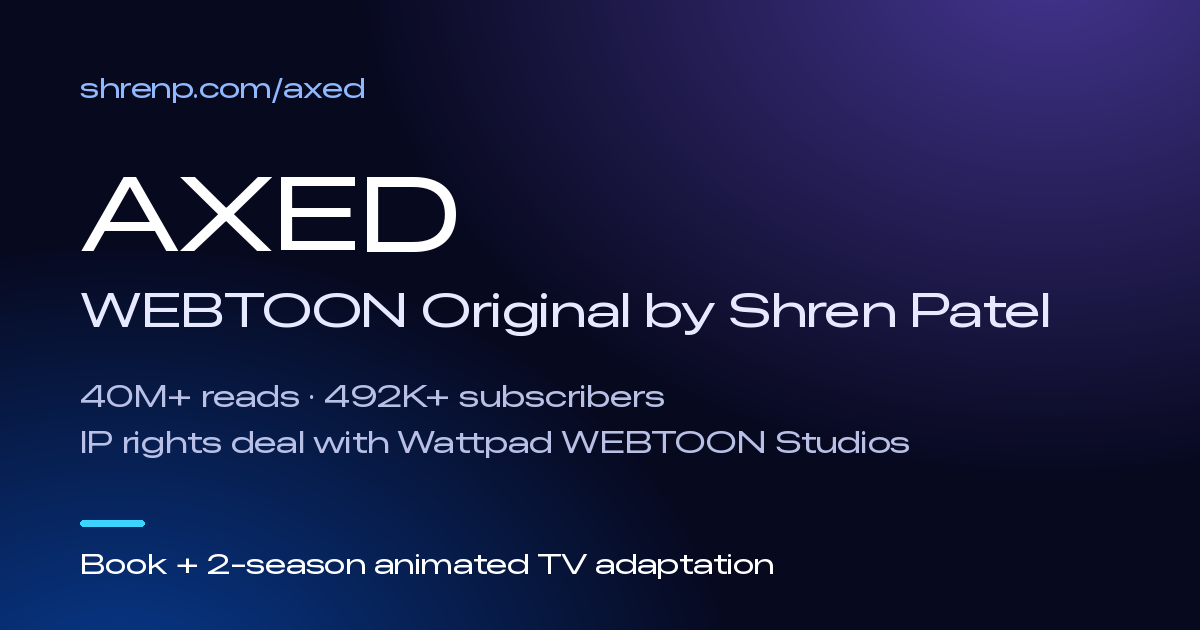 shrenp.com/axed
AXED
WEBTOON Original by Shren Patel
40M+ reads · 492K+ subscribers
IP rights deal with Wattpad WEBTOON Studios
Book + 2-season animated TV adaptation